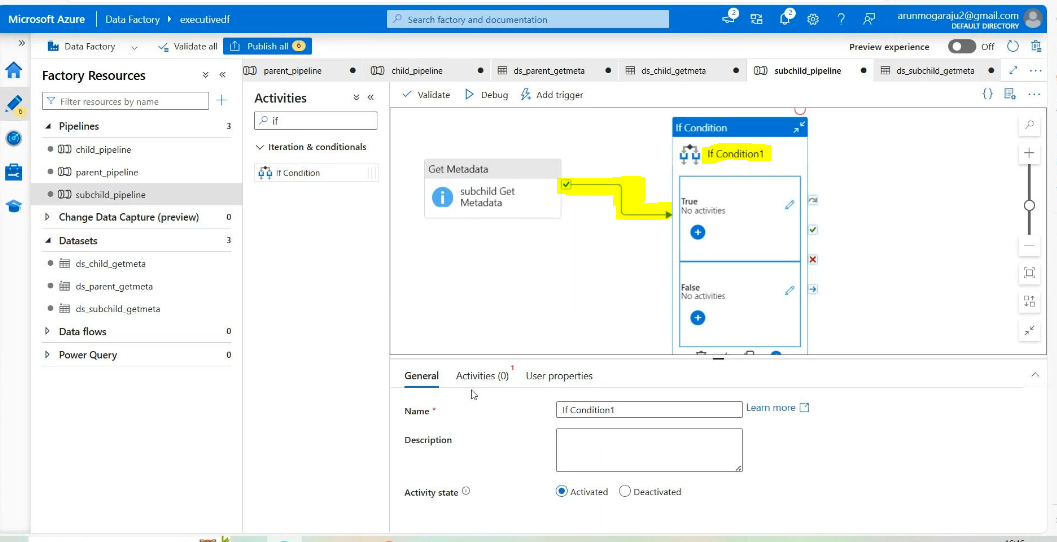 Microsoft Azure
Data Factory
executivedf
Search factory and documentation
2
2
arunmogaraju2@gmail.com
DEFAULT DIRECTORY
Data Factory
Validate all
Publish all 6
Preview experience
Off
6
Factory Resources
Filter resources by name
Pipelines 3
child_pipeline
parent_pipeline
subchild_pipeline
Change Data Capture (preview) 0
Datasets 3
ds_child_getmeta
ds_parent_getmeta
ds_subchild_getmeta
Data flows 0
Power Query 0
parent_pipeline
child_pipeline
ds_parent_getmeta
ds_child_getmeta
subchild_pipeline
ds_subchild_getmeta
Activities
if
Iteration & conditionals
If Condition
Validate
Debug
Add trigger
Get Metadata
subchild Get
Metadata
If Condition
If Condition1
True
No activities
False
No activities
General
Activities (0) 1
User properties
Name *
If Condition1
Learn more
Description
Activity state
Activated
Deactivated